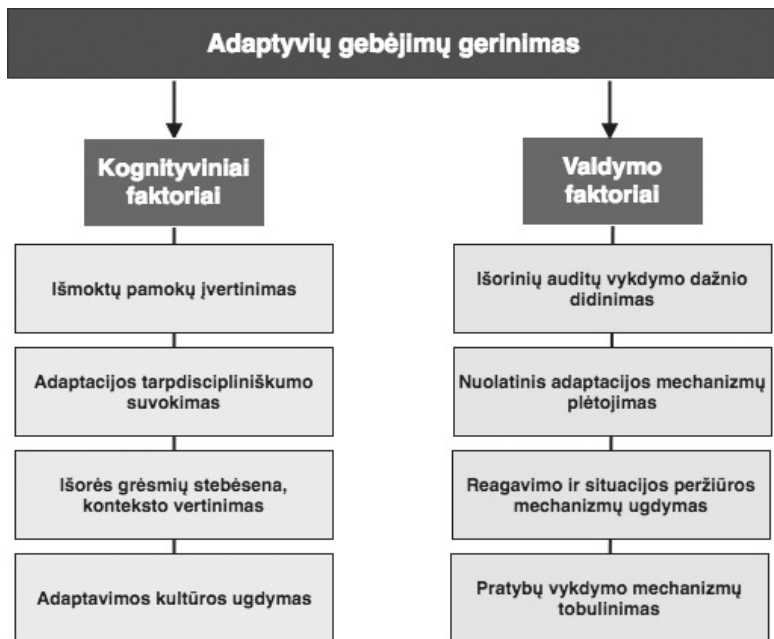 Adaptyvių gebėjimų gerinimas
Kognityviniai
faktoriai
Išmoktų pamokų įvertinimas
Adaptacijos tarpdiscipliniškumo
suvokimas
Išorės grėsmių stebėsena,
konteksto vertinimas
Adaptavimos kultūros ugdymas
Valdymo
faktoriai
Išorinių auditų vykdymo dažnio
didinimas
Nuolatinis adaptacijos mechanizmų
plėtojimas
Reagavimo ir situacijos peržiūros
mechanizmų ugdymas
Pratybų vykdymo mechanizmų
tobulinimas